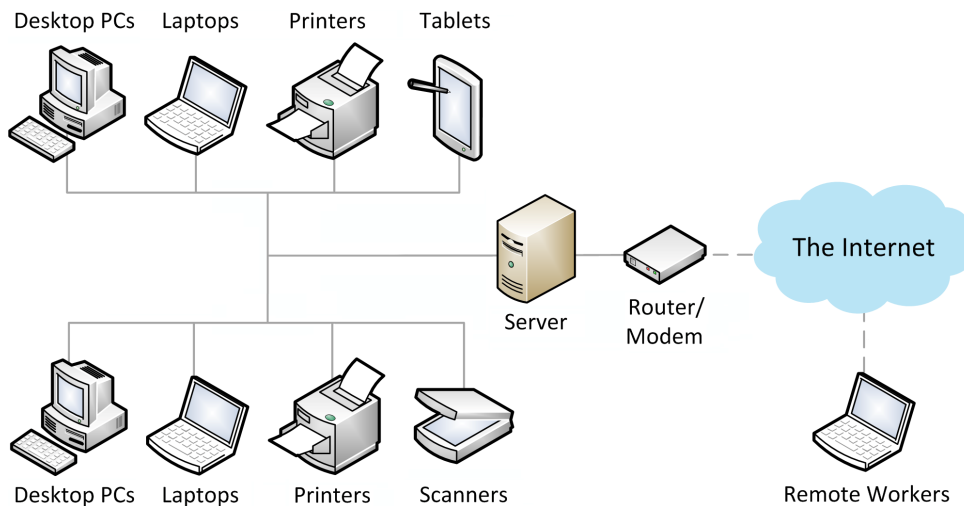 Desktop PCs
Laptops
Printers
Tablets
The Internet
Server
Router/
Modem
Desktop PCs
Laptops
Printers
Scanners
Remote Workers